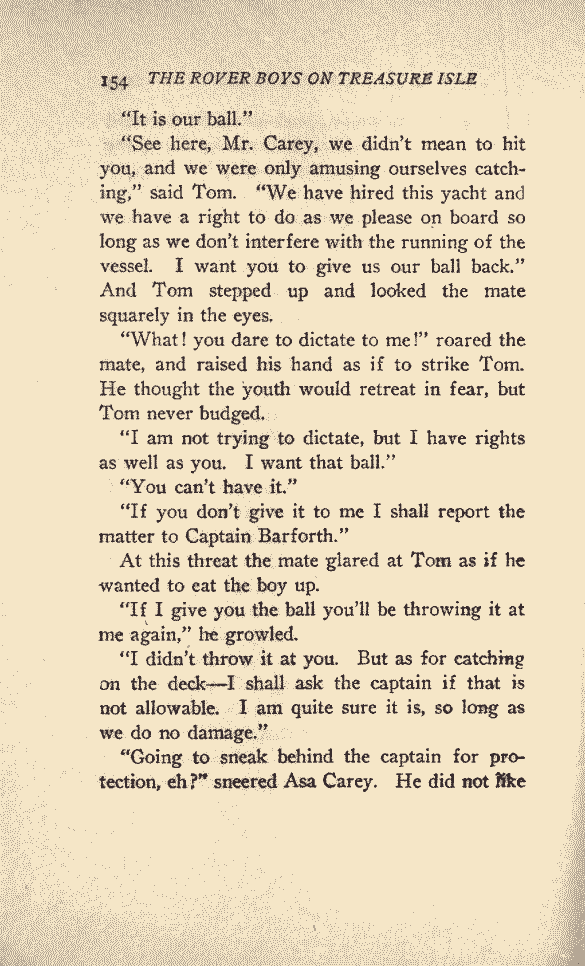 154 THE ROVER BOYS ON TREASURE ISLE
“It is our ball.”
“See here, Mr. Carey, we didn’t mean to hit
you, and we were only amusing ourselves catch-
ing,” said Tom. “We have hired this yacht and
we have a right to do as we please on board so
long as we don’t interfere with the running of the
vessel. I want you to give us our ball back.”
And Tom stepped up and looked the mate
squarely in the eyes.
“What! you dare to dictate to me!” roared the
mate, and raised his hand as if to strike Tom.
He thought the youth would retreat in fear, but
Tom never budged.
“I am not trying to dictate, but I have rights
as well as you. I want that ball.”
“You can’t have it.”
“If you don’t give it to me I shall report the
matter to Captain Barforth.”
At this threat the mate glared at Tom as if he
wanted to eat the boy up.
“If I give you the ball you’ll be throwing it at
me again,” he growled.
“I didn’t throw it at you. But as for catching
on the deck—I shall ask the captain if that is
not allowable. I am quite sure it is, so long as
we do no damage.”
“Going to sneak behind the captain for pro-
tection, eh?” sneered Asa Carey. He did not like